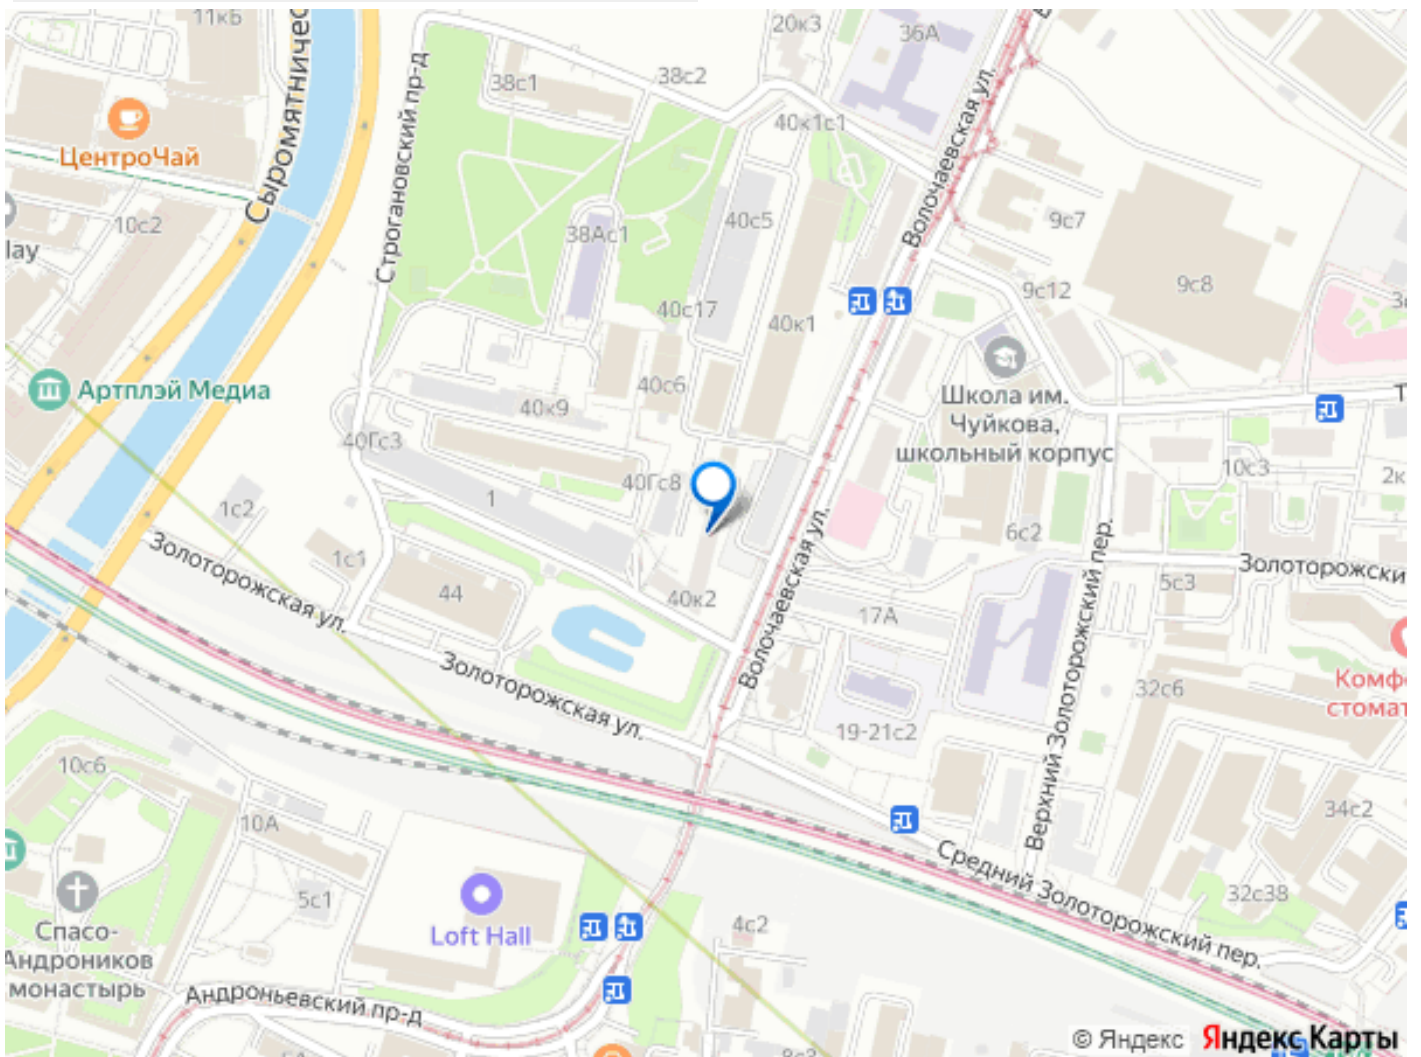 11кБ
20к3
36А
38с1
38с2
Строгановский пр-д
40к1с1
Волочаевская ул.
ЦентроЧай
10с2
lay
38Ас1
40с5
9с7
9с12
9с8
40с17
40к1
40с6
Артплэй Медиа
40к9
Школа им.
Чуйкова,
школьный корпус
40Гс3
40Гс8
10с3
2к
1
1с2
Волочаевская ул.
6с2
Золоторожская ул.
1с1
44
40к2
17А
5с3
Золоторожски
Верхний Золоторожский пер.
Золоторожская ул.
32с6
19-21с2
Комф
стомат
10с6
10А
34с2
Средний Золоторожский пер.
5с1
32с38
Спасо-
Андроников
монастырь
Loft Hall
4с2
Андроньевский пр-д
© Яндекс Яндекс Карты